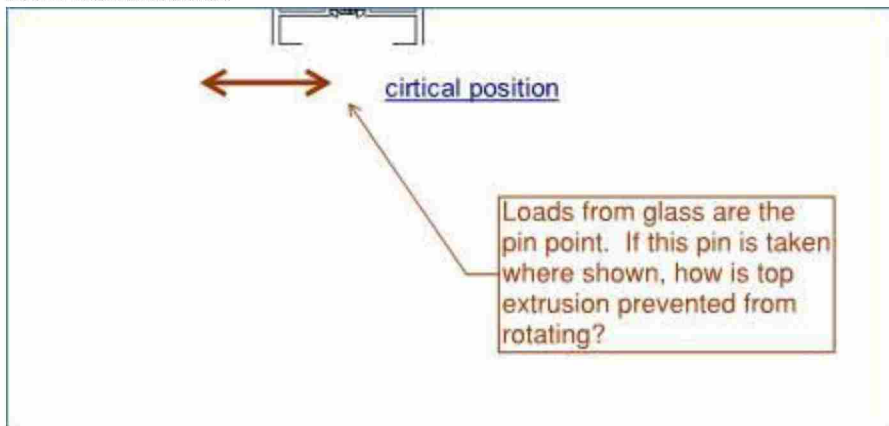 cirtical position
Loads from glass are the
pin point. If this pin is taken
where shown, how is top
extrusion prevented from
rotating?